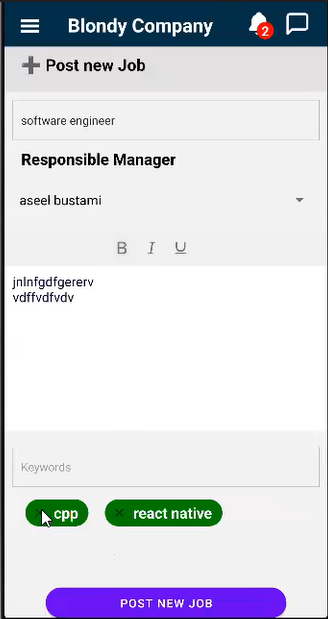 Blondy Company
2
Post new Job
software engineer
Responsible Manager
aseel bustami
B I U
jnlnfgdfgererv
vdffvdfvdv
Keywords
× cpp × react native
POST NEW JOB